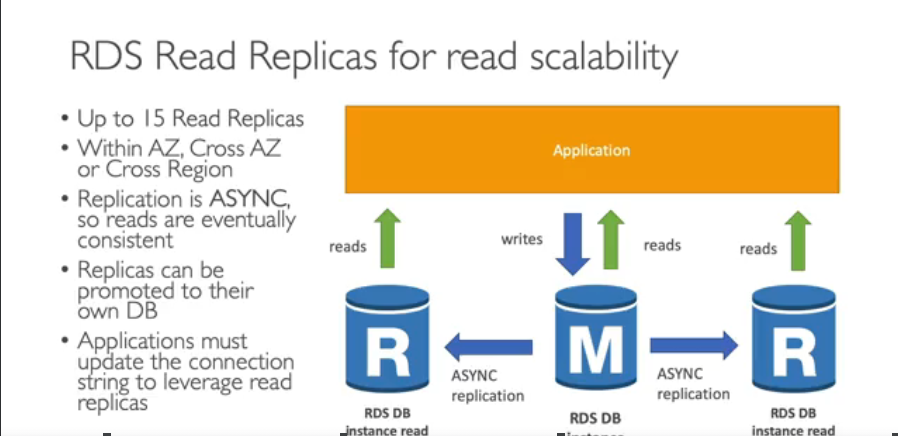 RDS Read Replicas for read scalability
• Up to 15 Read Replicas
• Within AZ, Cross AZ
or Cross Region
• Replication is ASYNC,
so reads are eventually
consistent
• Replicas can be
promoted to their
own DB
• Applications must
update the connection
string to leverage read
replicas
Application
reads
writes
reads
reads
R
M
R
ASYNC
replication
ASYNC
replication
RDS DB
instance read
RDS DB
instance
RDS DB
instance read